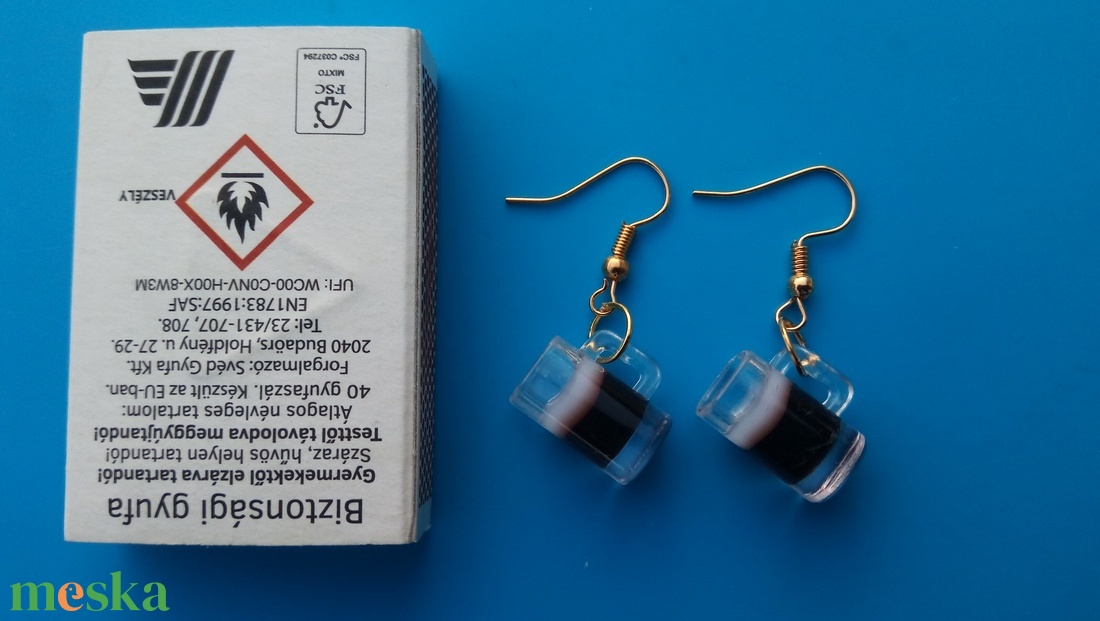 Biztonsági gyufa
Gyermekektől elzárva tartandó!
Száraz, hűvös helyen tartandó!
Testtől távolodva meggyújtandó!
Átlagos névleges tartalom:
40 gyufaszál. Készült az EU-ban.
Forgalmazó: Svéd Gyufa Kft.
2040 Budaörs, Holdfény u. 27-29.
Tel: 23/431-707, 708.
EN1783:1997:SAF
UFI: WC00-C0NV-H00X-8W3M
VESZÉLY
FSC
MIXTO
FSC® C037294
meska